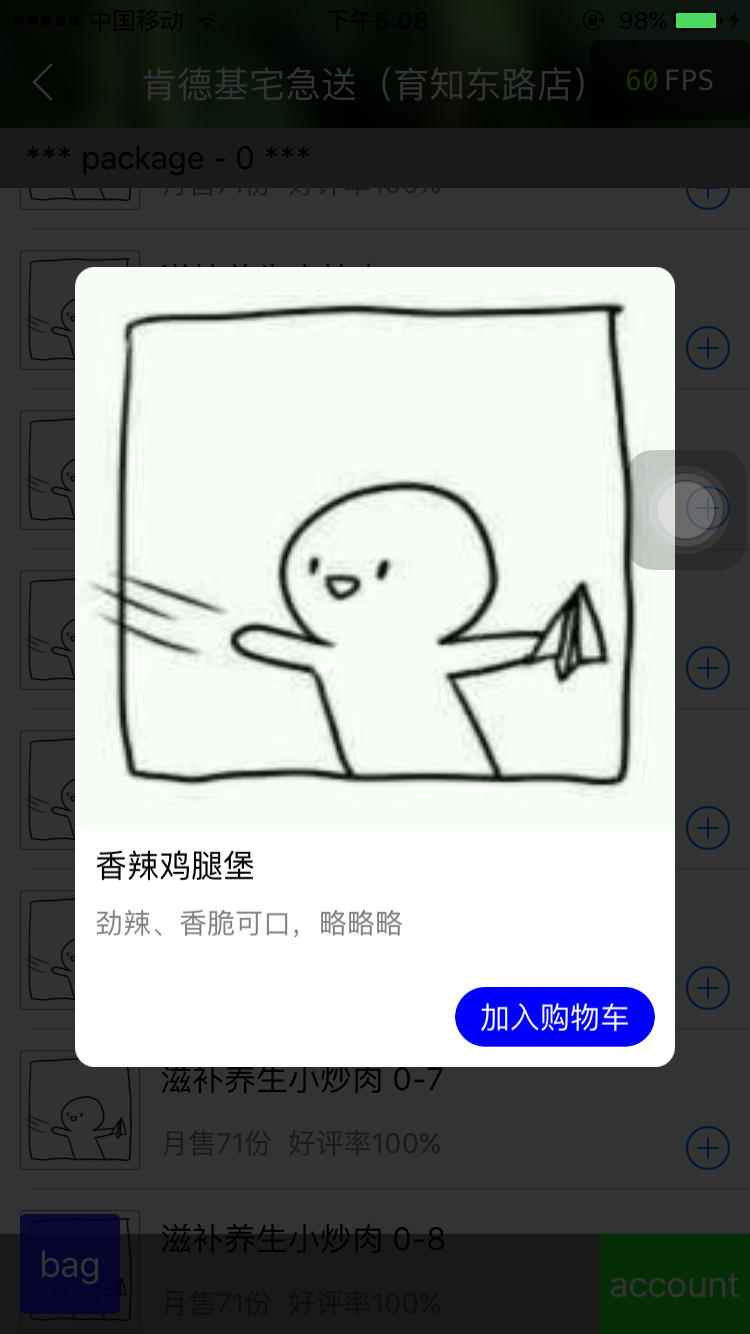 中国移动 下午5:08 98%
肯德基宅急送（育知东路店） 60 FPS
*** package - 0 ***
月售71份 好评率100%
香辣鸡腿堡
劲辣、香脆可口，略略略
加入购物车
滋补养生小炒肉 0-7
月售71份 好评率100%
滋补养生小炒肉 0-8
月售71份 好评率100%
bag
account